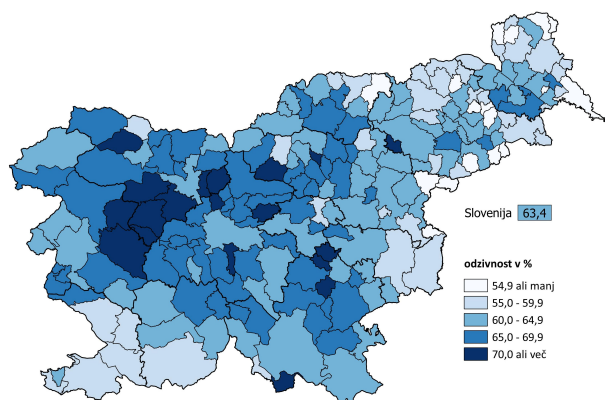 Slovenija 63,4
odzivnost v %
54,9 ali manj
55,0 - 59,9
60,0 - 64,9
65,0 - 69,9
70,0 ali več